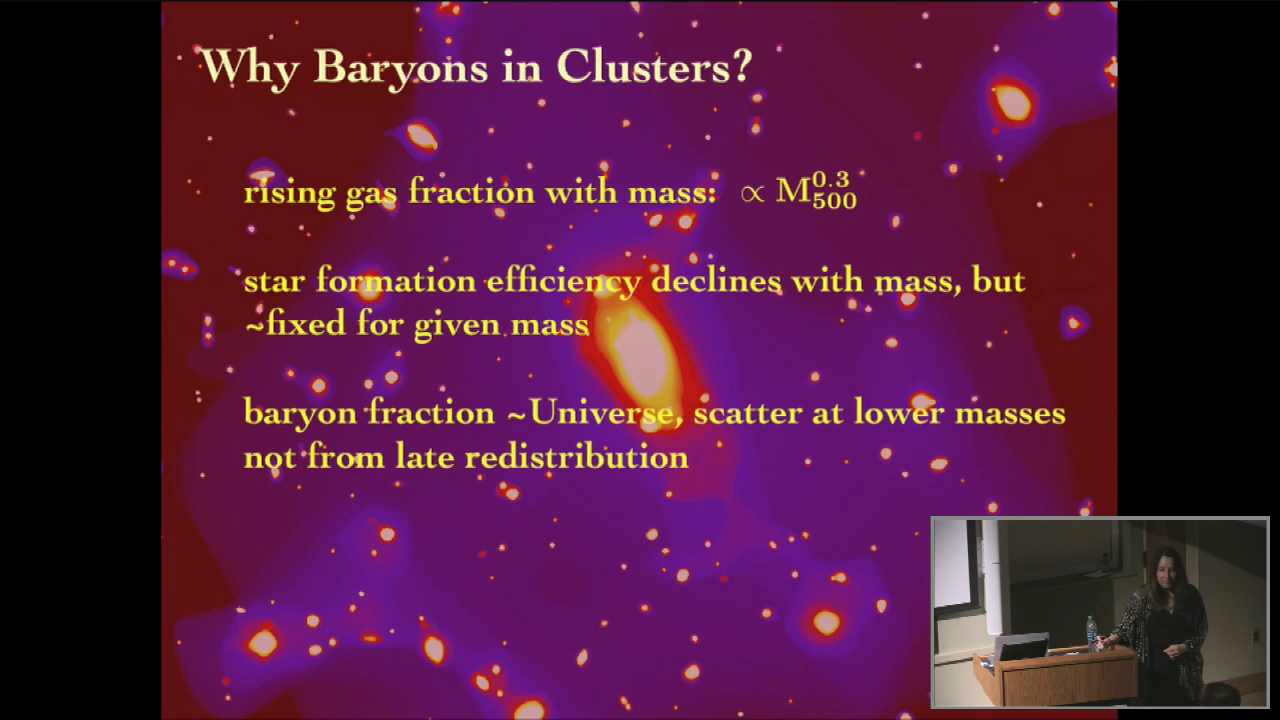 Why Baryons in Clusters?
rising gas fraction with mass: ∝ M₅₀₀^0.3
star formation efficiency declines with mass, but
~fixed for given mass
baryon fraction ~Universe, scatter at lower masses
not from late redistribution